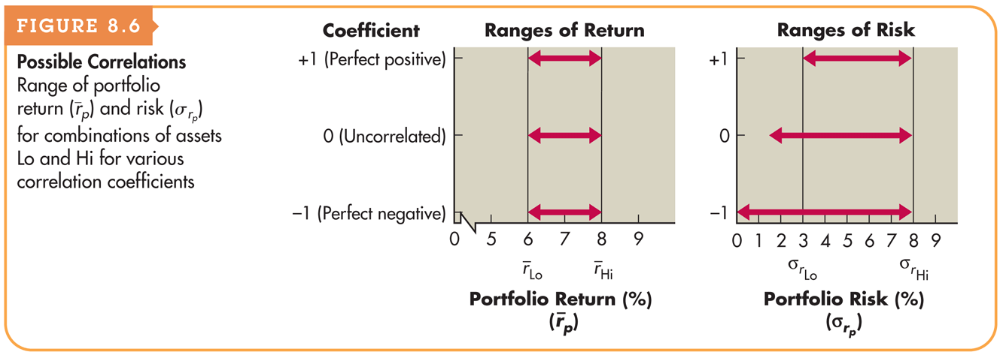 FIGURE 8.6
Possible Correlations
Range of portfolio
return (r̄p) and risk (σrp)
for combinations of assets
Lo and Hi for various
correlation coefficients
Coefficient
+1 (Perfect positive)
0 (Uncorrelated)
–1 (Perfect negative)
Ranges of Return
0 5 6 7 8 9
r̄Lo r̄Hi
Portfolio Return (%)
(r̄p)
Ranges of Risk
+1
0
–1
0 1 2 3 4 5 6 7 8 9
σrLo σrHi
Portfolio Risk (%)
(σrp)